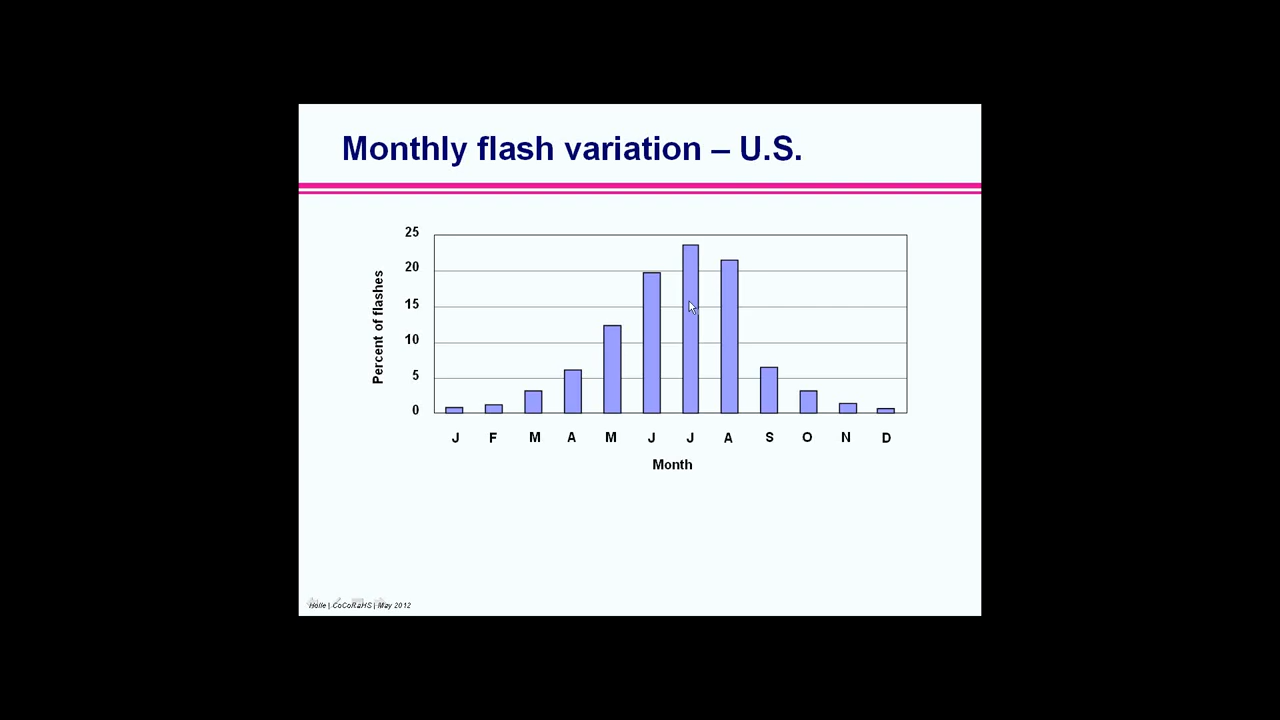 Monthly flash variation – U.S.
25
20
15
10
5
0
Percent of flashes
J F M A M J J A S O N D
Month
Holle | CoCoRaHS | May 2012